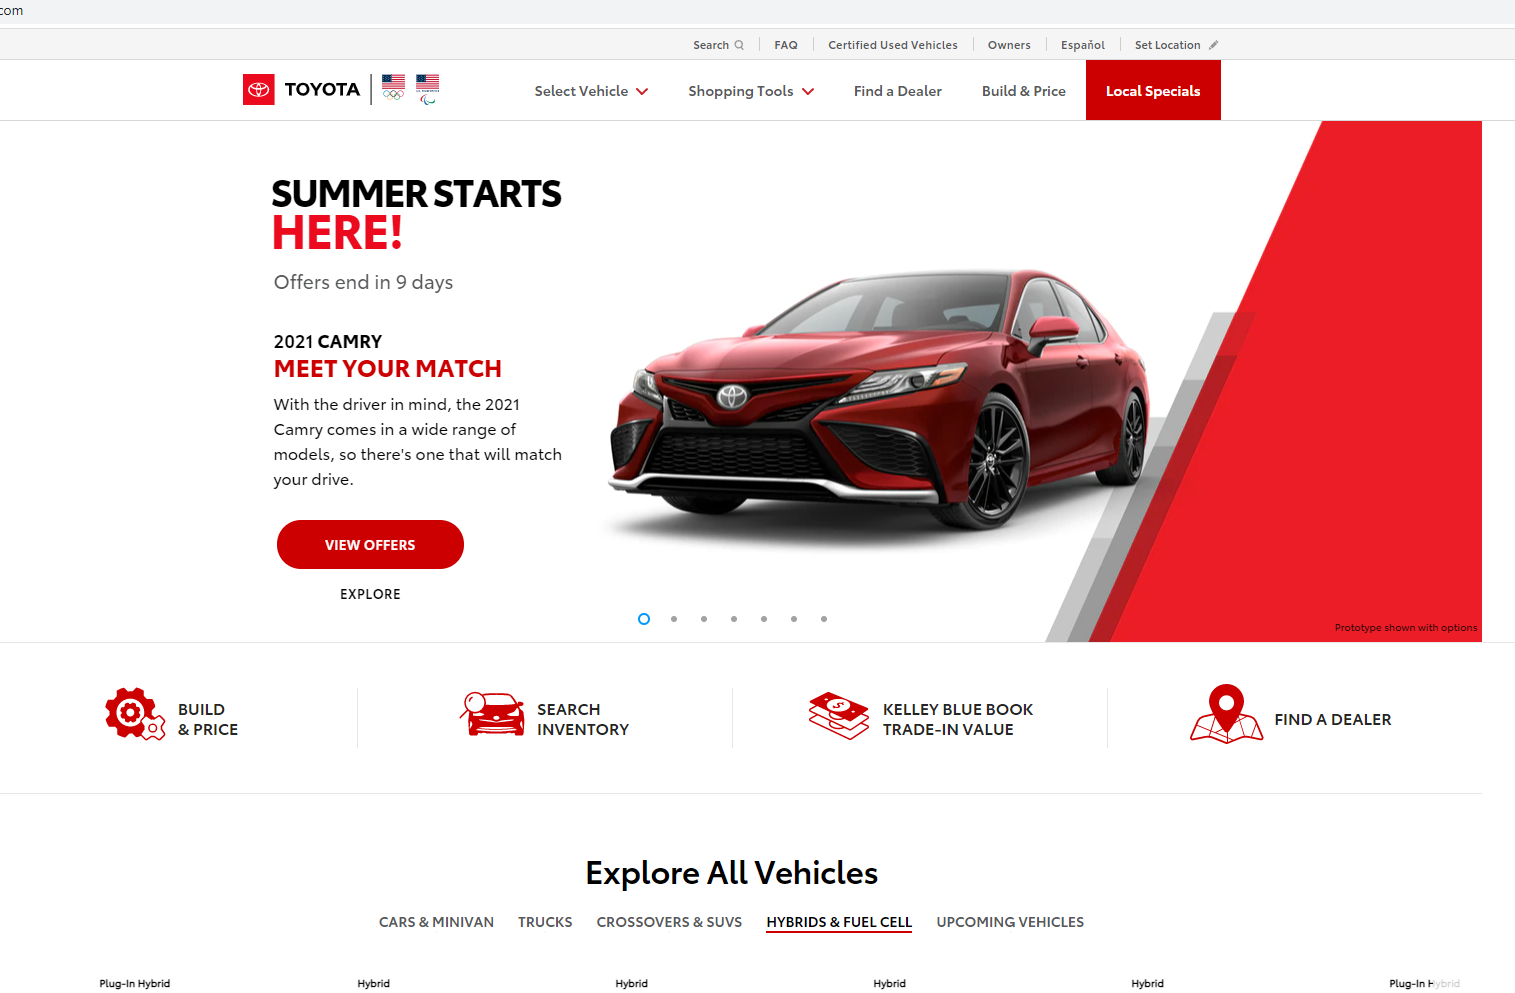 com
Search
FAQ
Certified Used Vehicles
Owners
Español
Set Location
TOYOTA
Select Vehicle
Shopping Tools
Find a Dealer
Build & Price
Local Specials
SUMMER STARTS
HERE!
Offers end in 9 days
2021 CAMRY
MEET YOUR MATCH
With the driver in mind, the 2021
Camry comes in a wide range of
models, so there's one that will match
your drive.
VIEW OFFERS
EXPLORE
Prototype shown with options
BUILD
& PRICE
SEARCH
INVENTORY
KELLEY BLUE BOOK
TRADE-IN VALUE
FIND A DEALER
Explore All Vehicles
CARS & MINIVAN
TRUCKS
CROSSOVERS & SUVS
HYBRIDS & FUEL CELL
UPCOMING VEHICLES
Plug-In Hybrid
Hybrid
Hybrid
Hybrid
Hybrid
Plug-In Hybrid